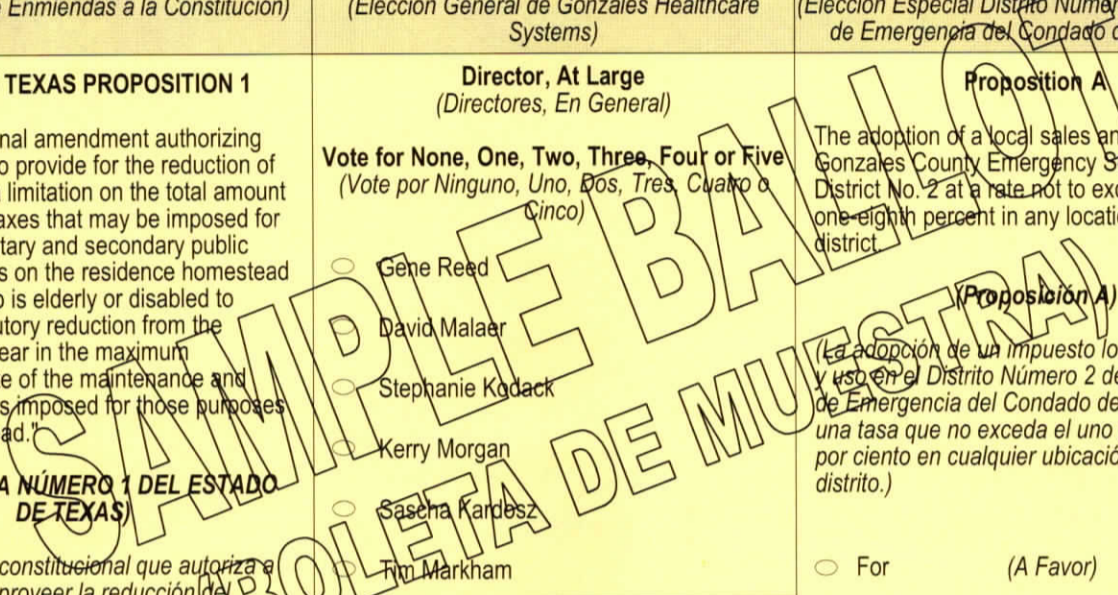 Enmiendas a la Constitución)
TEXAS PROPOSITION 1
nal amendment authorizing
o provide for the reduction of
limitation on the total amount
axes that may be imposed for
tary and secondary public
s on the residence homestead
o is elderly or disabled to
utory reduction from the
ear in the maximum
e of the maintenance and
s imposed for those purposes
ad."
A NÚMERO 1 DEL ESTADO
DE TEXAS)
constitucional que autoriza a
proveer la reducción de
(Elección General de Gonzales Healthcare
Systems)
Director, At Large
(Directores, En General)
Vote for None, One, Two, Three, Four or Five
(Vote por Ninguno, Uno, Dos, Tres, Cuatro o
Cinco)
Gene Reed
David Malaer
Stephanie Kodack
Kerry Morgan
Sascha Kardesz
Tim Markham
(Elección Especial Distrito Núme
de Emergencia del Condado d
Proposition A
The adoption of a local sales an
Gonzales County Emergency S
District No. 2 at a rate not to exc
one-eighth percent in any locati
district.
(Proposición A)
(La adopción de un impuesto lo
y uso en el Distrito Número 2 de
de Emergencia del Condado de
una tasa que no exceda el uno
por ciento en cualquier ubicació
distrito.)
For (A Favor)
SAMPLE BALLOT
(BOLETA DE MUESTRA)